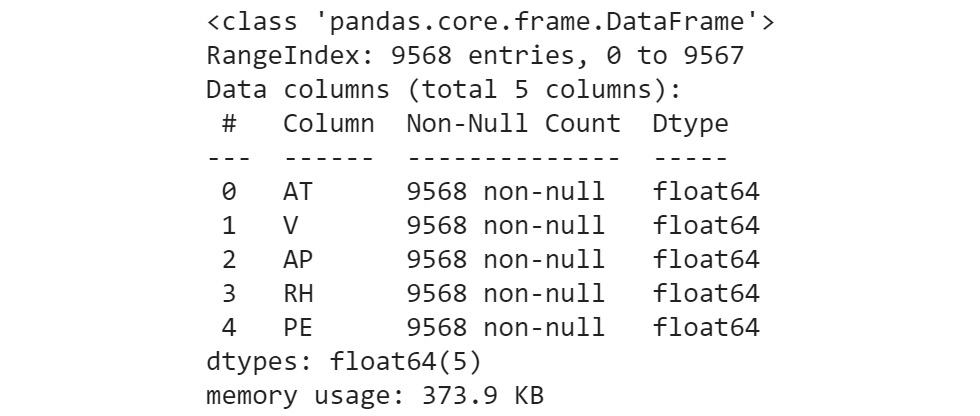 <class 'pandas.core.frame.DataFrame'>
RangeIndex: 9568 entries, 0 to 9567
Data columns (total 5 columns):
 #   Column  Non-Null Count  Dtype
---  ------  --------------  -----
 0   AT      9568 non-null   float64
 1   V       9568 non-null   float64
 2   AP      9568 non-null   float64
 3   RH      9568 non-null   float64
 4   PE      9568 non-null   float64
dtypes: float64(5)
memory usage: 373.9 KB